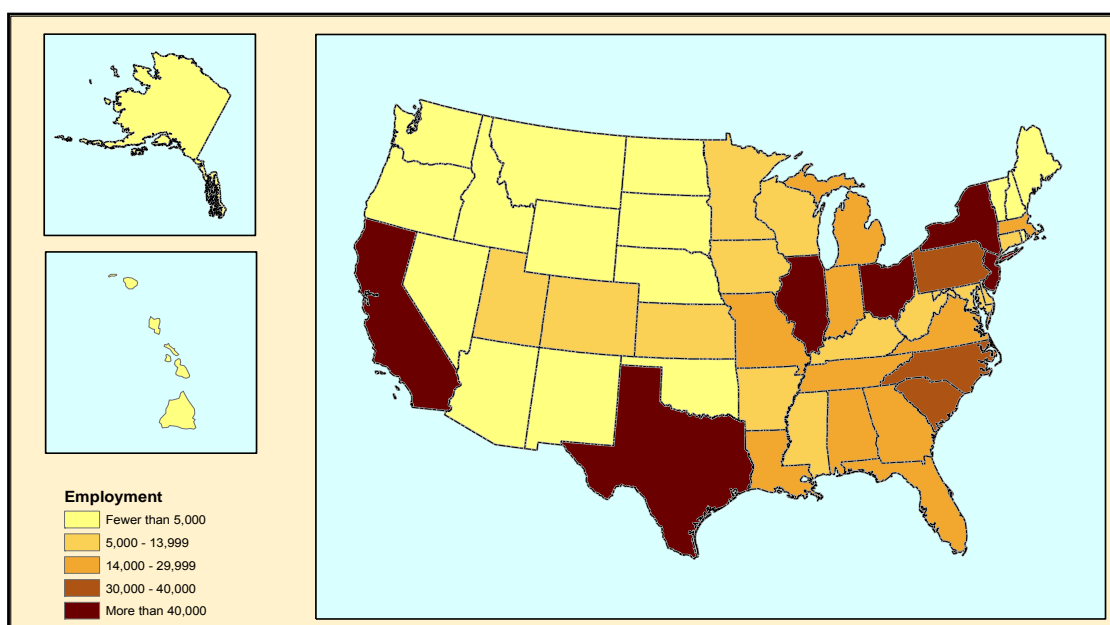 Employment
Fewer than 5,000
5,000 - 13,999
14,000 - 29,999
30,000 - 40,000
More than 40,000